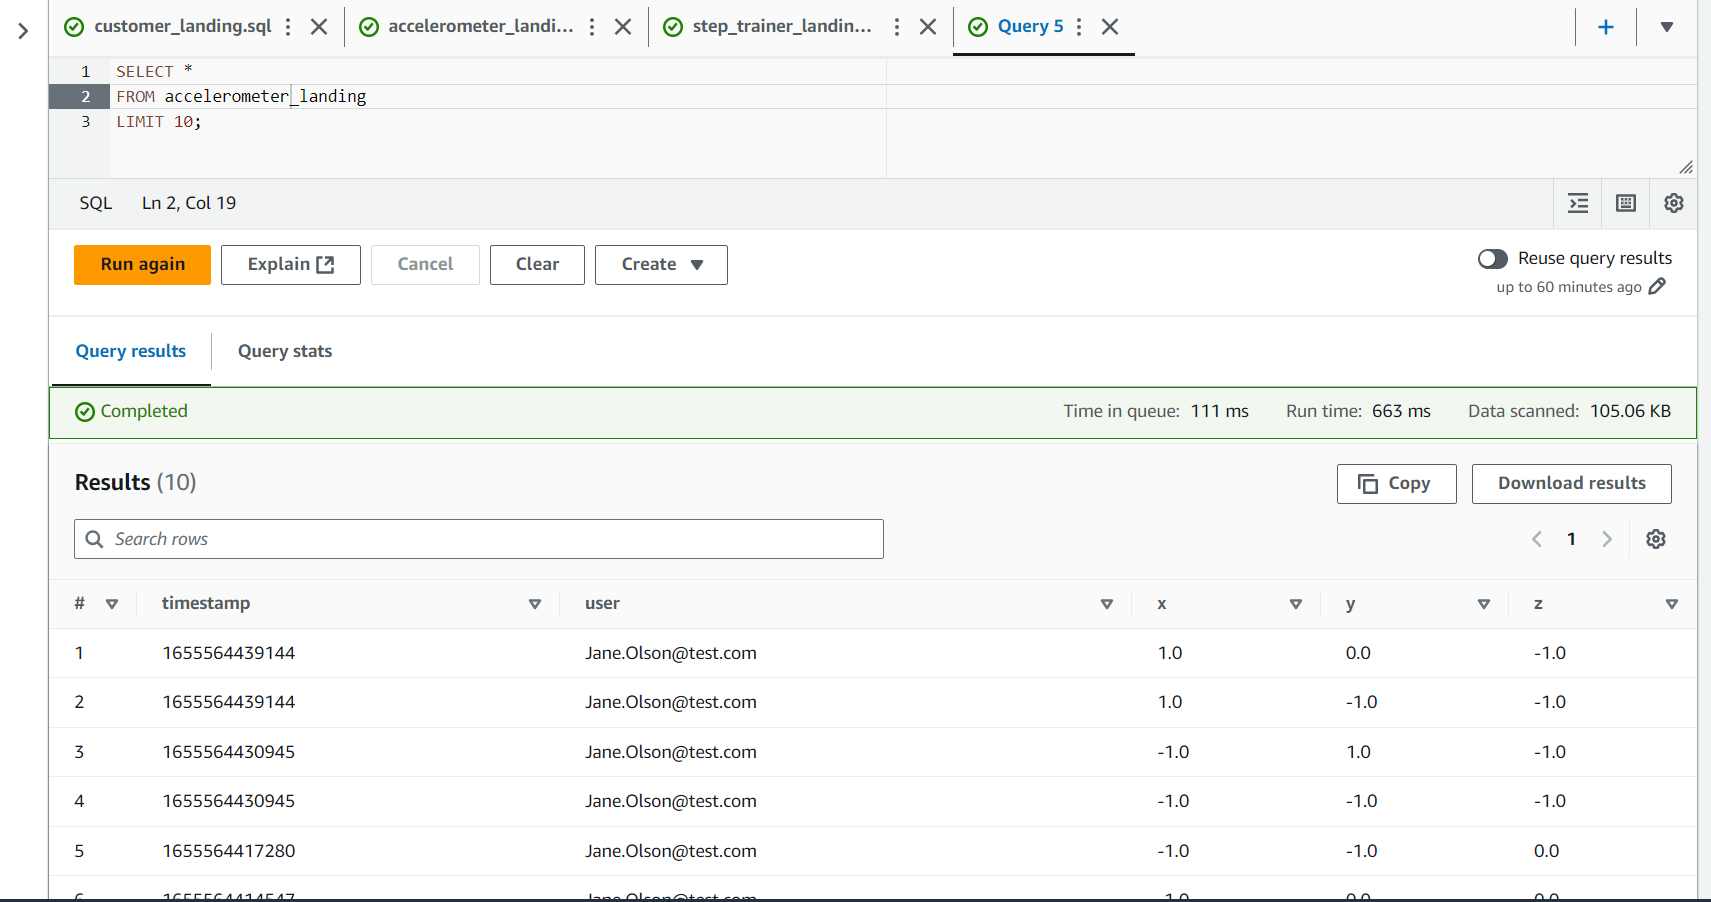 customer_landing.sql accelerometer_landi... step_trainer_landin... Query 5
1 SELECT *
2 FROM accelerometer_landing
3 LIMIT 10;
SQL Ln 2, Col 19
Run again Explain Cancel Clear Create Reuse query results
up to 60 minutes ago
Query results Query stats
Completed Time in queue: 111 ms Run time: 663 ms Data scanned: 105.06 KB
Results (10) Copy Download results
Search rows 1
# timestamp user x y z
1 1655564439144 Jane.Olson@test.com 1.0 0.0 -1.0
2 1655564439144 Jane.Olson@test.com 1.0 -1.0 -1.0
3 1655564430945 Jane.Olson@test.com -1.0 1.0 -1.0
4 1655564430945 Jane.Olson@test.com -1.0 -1.0 -1.0
5 1655564417280 Jane.Olson@test.com -1.0 -1.0 0.0